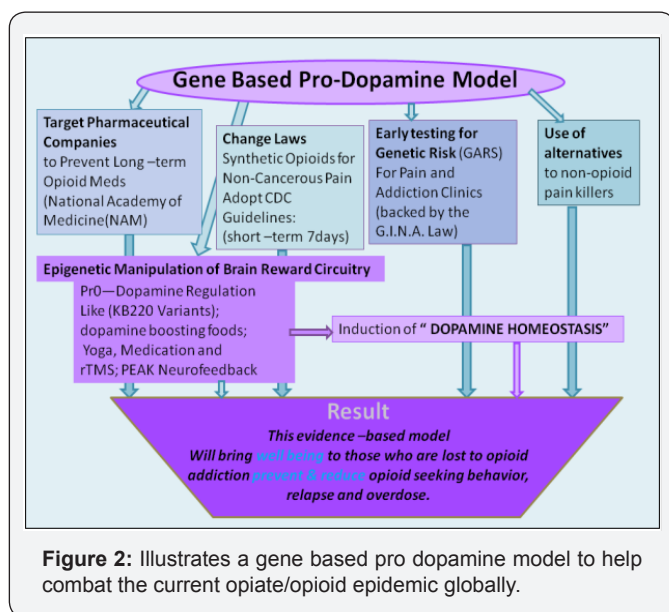 Gene Based Pro-Dopamine Model
Target Pharmaceutical
Companies
to Prevent Long –term
Opioid Meds
(National Academy of
Medicine(NAM)
Change Laws
Synthetic Opioids for
Non-Cancerous Pain
Adopt CDC
Guidelines:
(short –term 7days)
Early testing for
Genetic Risk (GARS)
For Pain and
Addiction Clinics
(backed by the
G.I.N.A. Law)
Use of
alternatives
to non-opioid
pain killers
Epigenetic Manipulation of Brain Reward Circuitry
Pr0—Dopamine Regulation
Like (KB220 Variants);
dopamine boosting foods;
Yoga, Medication and
rTMS; PEAK Neurofeedback
Induction of “ DOPAMINE HOMEOSTASIS”
Result
This evidence –based model
Will bring well being to those who are lost to opioid
addiction prevent & reduce opioid seeking behavior,
relapse and overdose.
Figure 2: Illustrates a gene based pro dopamine model to help
combat the current opiate/opioid epidemic globally.